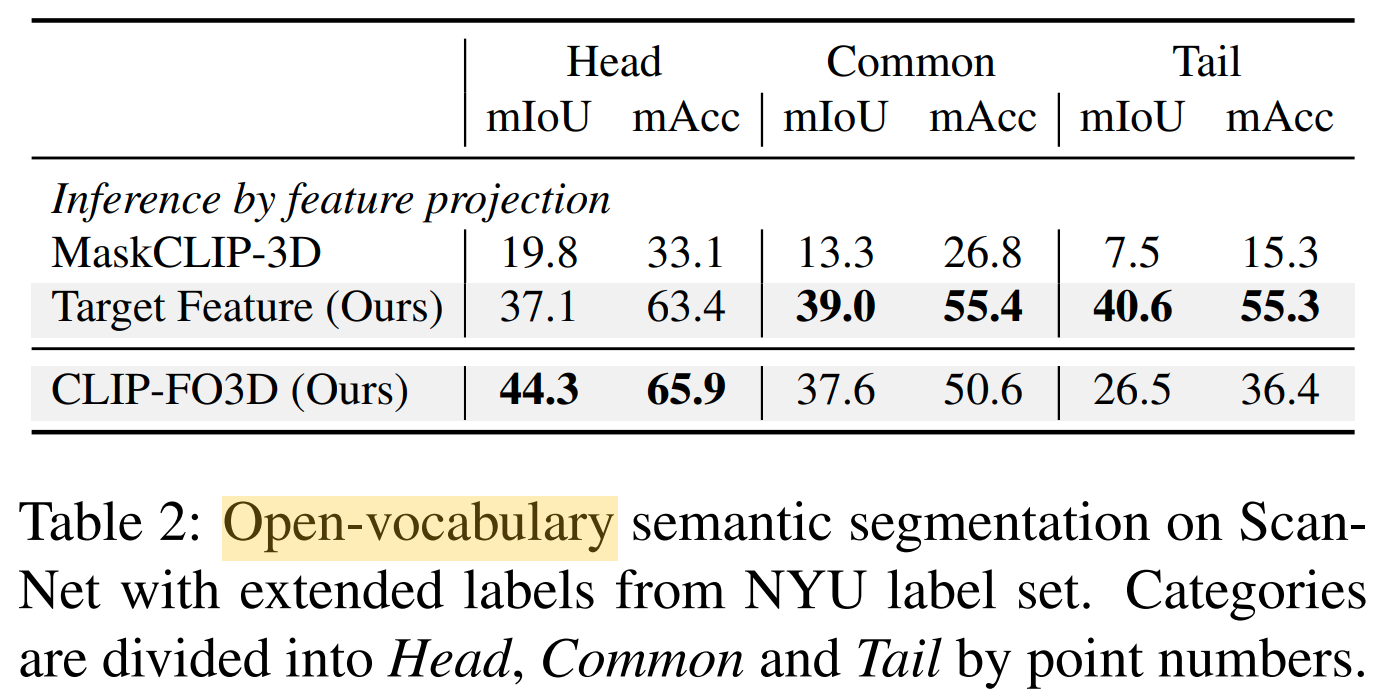 Head Common Tail
mIoU mAcc mIoU mAcc mIoU mAcc
Inference by feature projection
MaskCLIP-3D 19.8 33.1 13.3 26.8 7.5 15.3
Target Feature (Ours) 37.1 63.4 39.0 55.4 40.6 55.3
CLIP-FO3D (Ours) 44.3 65.9 37.6 50.6 26.5 36.4
Table 2: Open-vocabulary semantic segmentation on Scan-
Net with extended labels from NYU label set. Categories
are divided into Head, Common and Tail by point numbers.